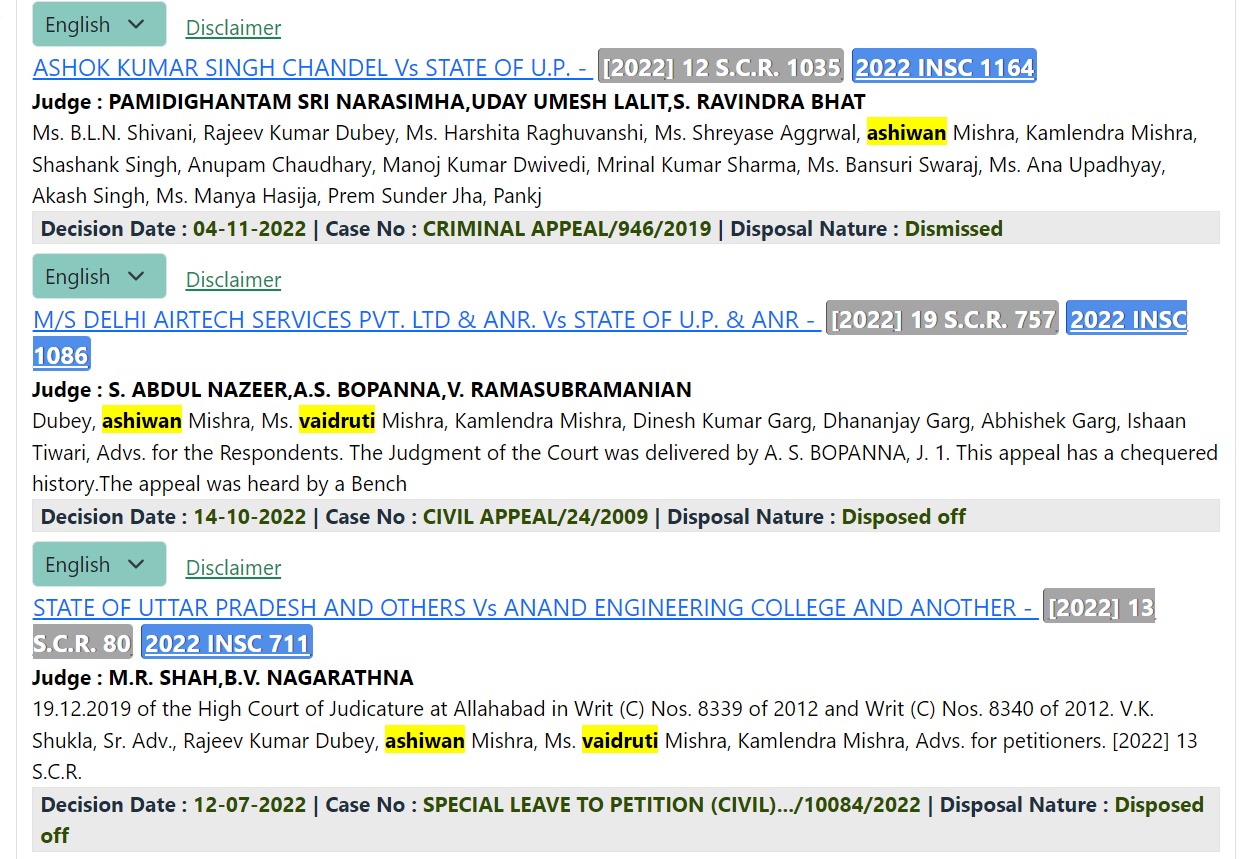 English Disclaimer
ASHOK KUMAR SINGH CHANDEL Vs STATE OF U.P. - [2022] 12 S.C.R. 1035 2022 INSC 1164
Judge : PAMIDIGHANTAM SRI NARASIMHA,UDAY UMESH LALIT,S. RAVINDRA BHAT
Ms. B.L.N. Shivani, Rajeev Kumar Dubey, Ms. Harshita Raghuvanshi, Ms. Shreyase Aggrwal, ashiwan Mishra, Kamlendra Mishra,
Shashank Singh, Anupam Chaudhary, Manoj Kumar Dwivedi, Mrinal Kumar Sharma, Ms. Bansuri Swaraj, Ms. Ana Upadhyay,
Akash Singh, Ms. Manya Hasija, Prem Sunder Jha, Pankj
Decision Date : 04-11-2022 | Case No : CRIMINAL APPEAL/946/2019 | Disposal Nature : Dismissed
English Disclaimer
M/S DELHI AIRTECH SERVICES PVT. LTD & ANR. Vs STATE OF U.P. & ANR - [2022] 19 S.C.R. 757 2022 INSC
1086
Judge : S. ABDUL NAZEER,A.S. BOPANNA,V. RAMASUBRAMANIAN
Dubey, ashiwan Mishra, Ms. vaidruti Mishra, Kamlendra Mishra, Dinesh Kumar Garg, Dhananjay Garg, Abhishek Garg, Ishaan
Tiwari, Advs. for the Respondents. The Judgment of the Court was delivered by A. S. BOPANNA, J. 1. This appeal has a chequered
history.The appeal was heard by a Bench
Decision Date : 14-10-2022 | Case No : CIVIL APPEAL/24/2009 | Disposal Nature : Disposed off
English Disclaimer
STATE OF UTTAR PRADESH AND OTHERS Vs ANAND ENGINEERING COLLEGE AND ANOTHER - [2022] 13
S.C.R. 80 2022 INSC 711
Judge : M.R. SHAH,B.V. NAGARATHNA
19.12.2019 of the High Court of Judicature at Allahabad in Writ (C) Nos. 8339 of 2012 and Writ (C) Nos. 8340 of 2012. V.K.
Shukla, Sr. Adv., Rajeev Kumar Dubey, ashiwan Mishra, Ms. vaidruti Mishra, Kamlendra Mishra, Advs. for petitioners. [2022] 13
S.C.R.
Decision Date : 12-07-2022 | Case No : SPECIAL LEAVE TO PETITION (CIVIL).../10084/2022 | Disposal Nature : Disposed
off